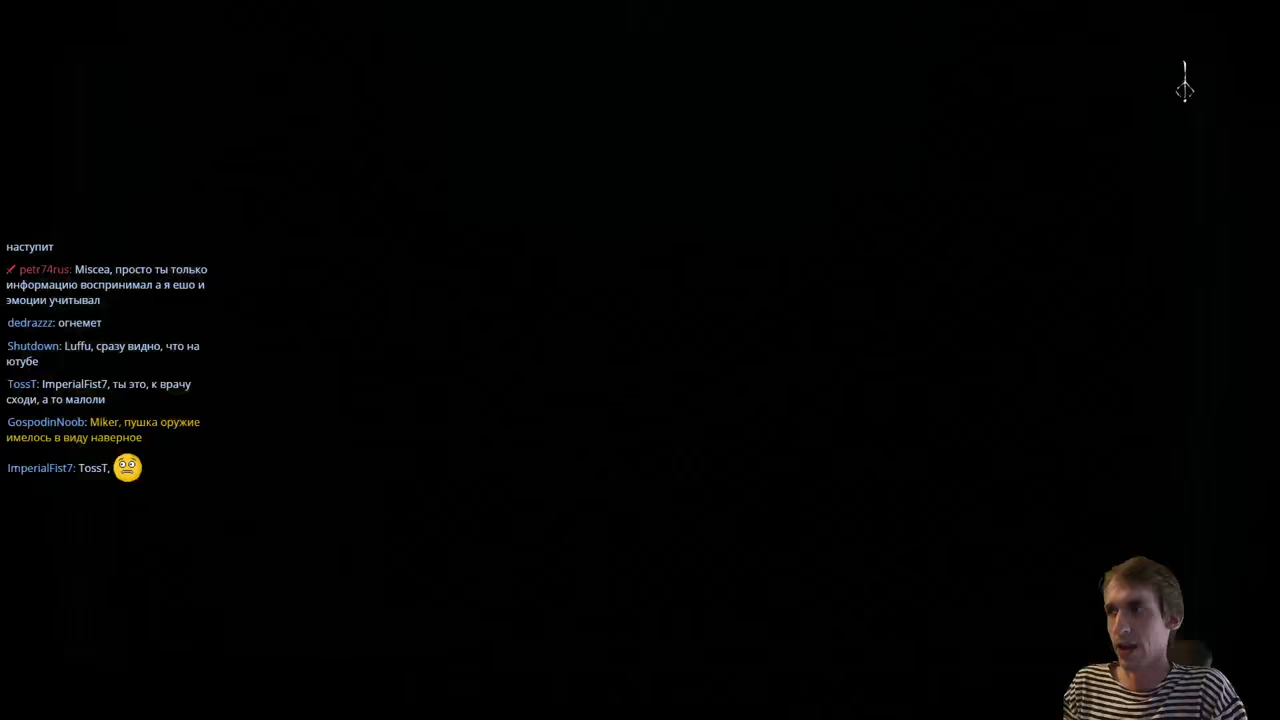 наступит
petr74rus: Miscea, просто ты только
информацию воспринимал а я ешо и
эмоции учитывал
dedrazzz: огнемет
Shutdown: Luffu, сразу видно, что на
ютубе
TossT: ImperialFist7, ты это, к врачу
сходи, а то малоли
GospodinNoob: Miker, пушка оружие
имелось в виду наверное
ImperialFist7: TossT,